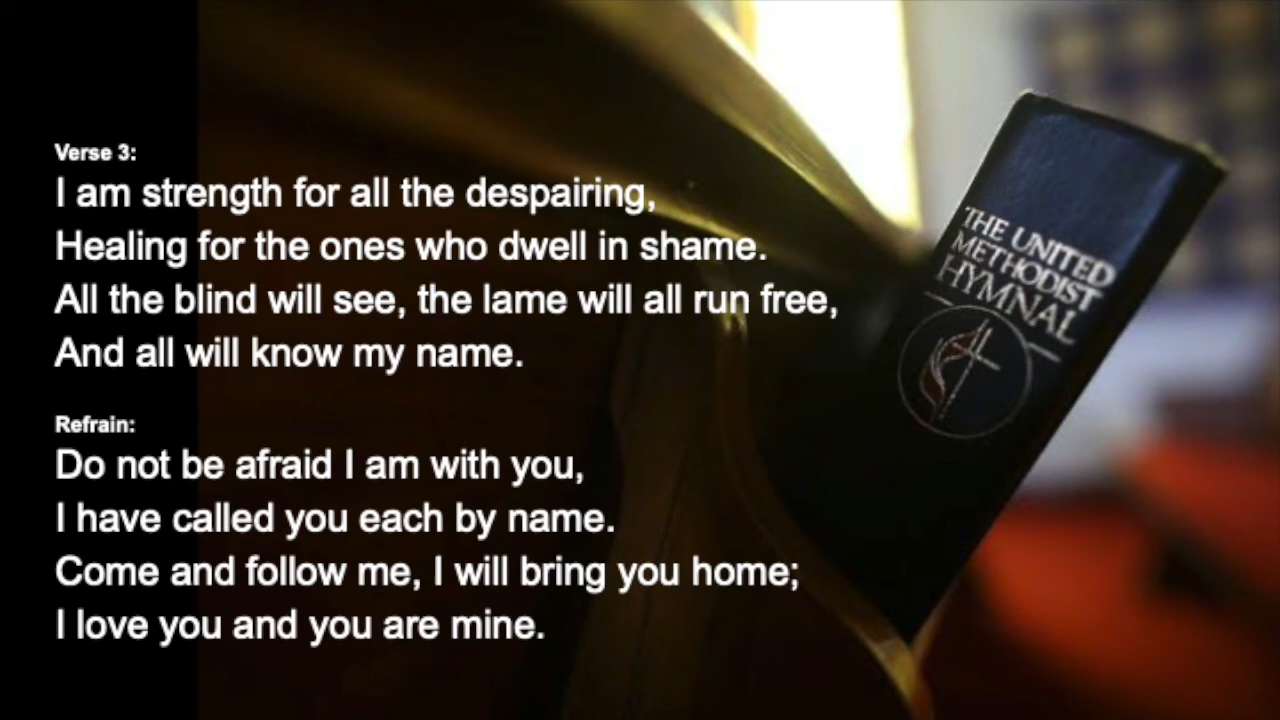 Verse 3:
I am strength for all the despairing,
Healing for the ones who dwell in shame.
All the blind will see, the lame will all run free,
And all will know my name.
Refrain:
Do not be afraid I am with you,
I have called you each by name.
Come and follow me, I will bring you home;
I love you and you are mine.
THE UNITED
METHODIST
HYMNAL